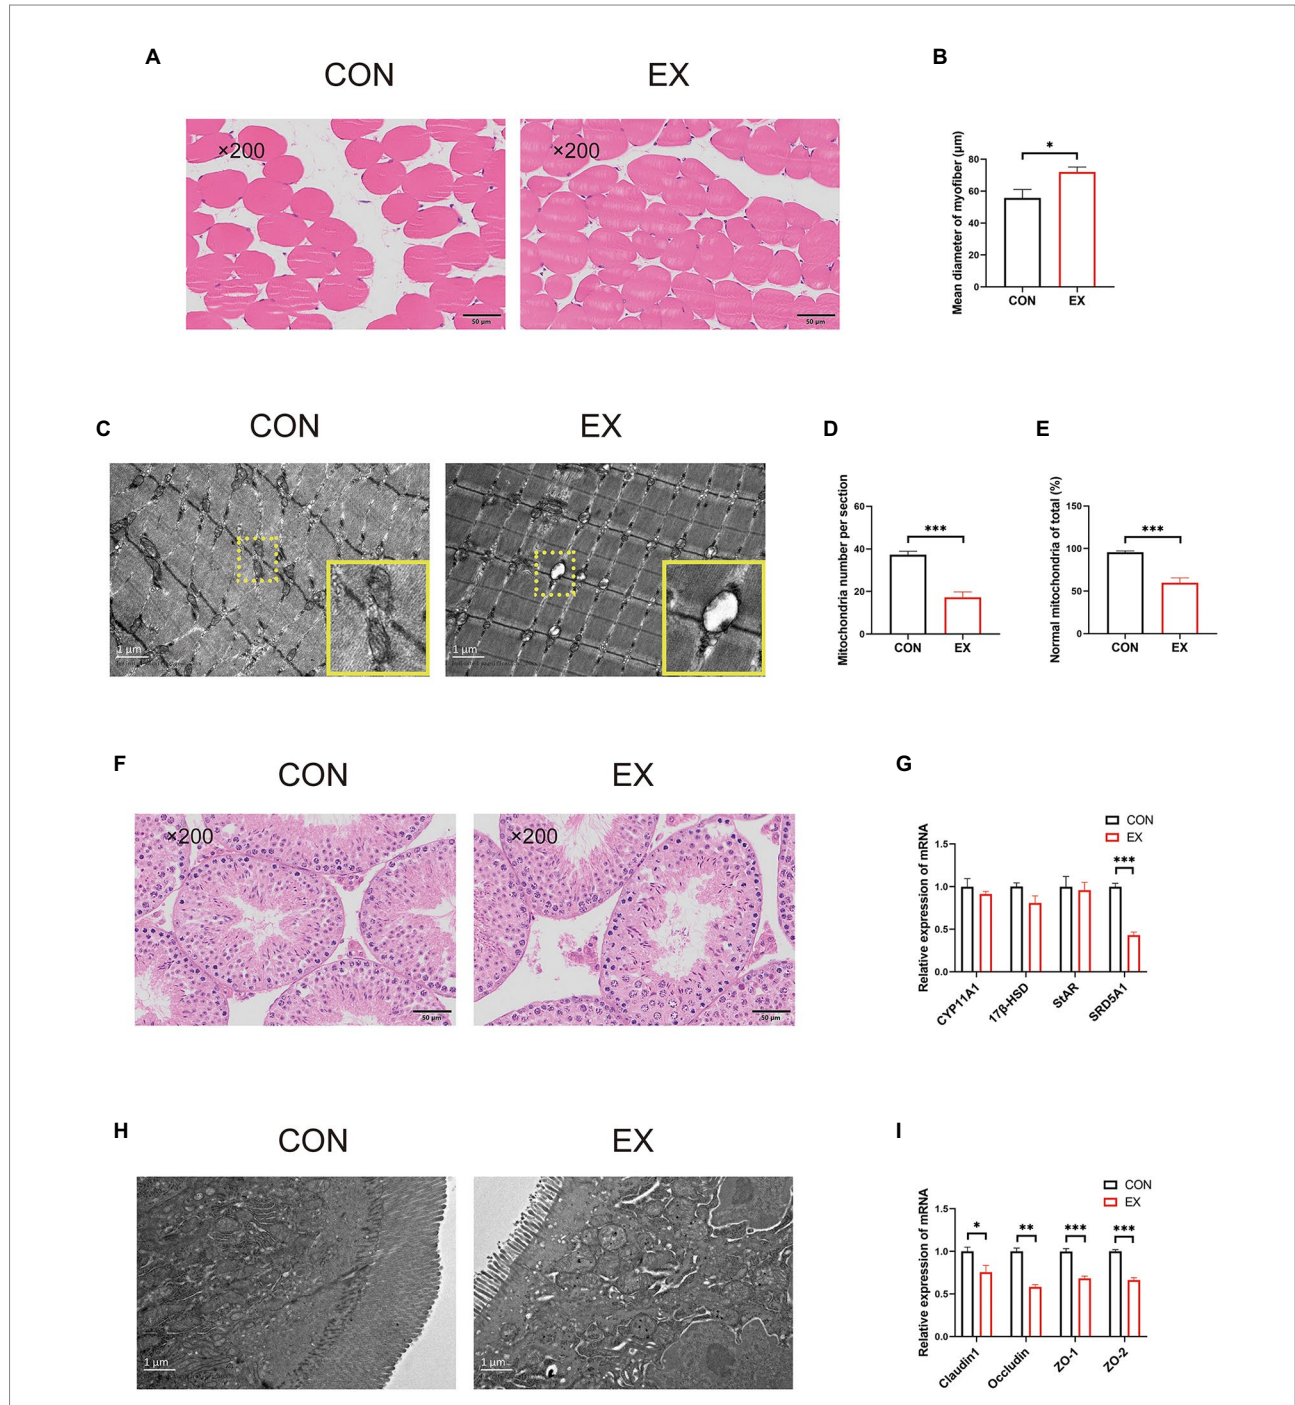 A
CON
EX
B
×200
×200
50 μm
50 μm
Mean diameter of myofiber (μm)
80
60
40
20
0
*
CON
EX
C
CON
EX
D
E
1 μm
1 μm
Mitochondria number per section
60
40
20
0
***
CON
EX
Normal mitochondria of total (%)
150
100
50
0
***
CON
EX
F
CON
EX
G
×200
×200
50 μm
50 μm
CON
EX
Relative expression of mRNA
1.5
1.0
0.5
0.0
***
CYP11A1
17β-HSD
StAR
SRD5A1
H
CON
EX
I
1 μm
1 μm
CON
EX
Relative expression of mRNA
1.5
1.0
0.5
0.0
*
**
***
***
Claudin1
Occludin
ZO-1
ZO-2